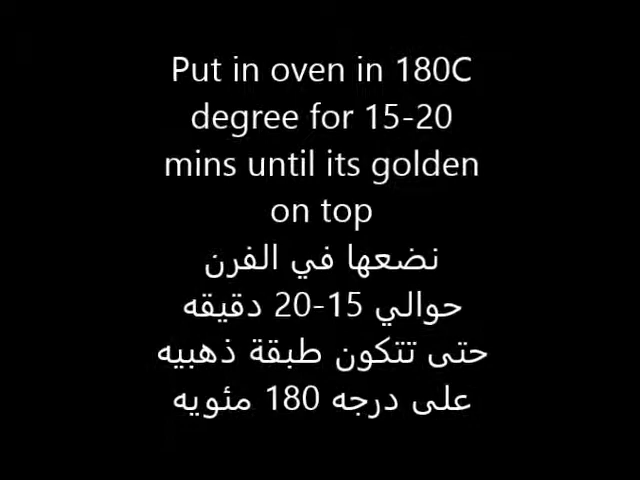 Put in oven in 180C
degree for 15-20
mins until its golden
on top
نضعها في الفرن
حوالي 15-20 دقيقه
حتى تتكون طبقة ذهبيه
على درجه 180 مئويه